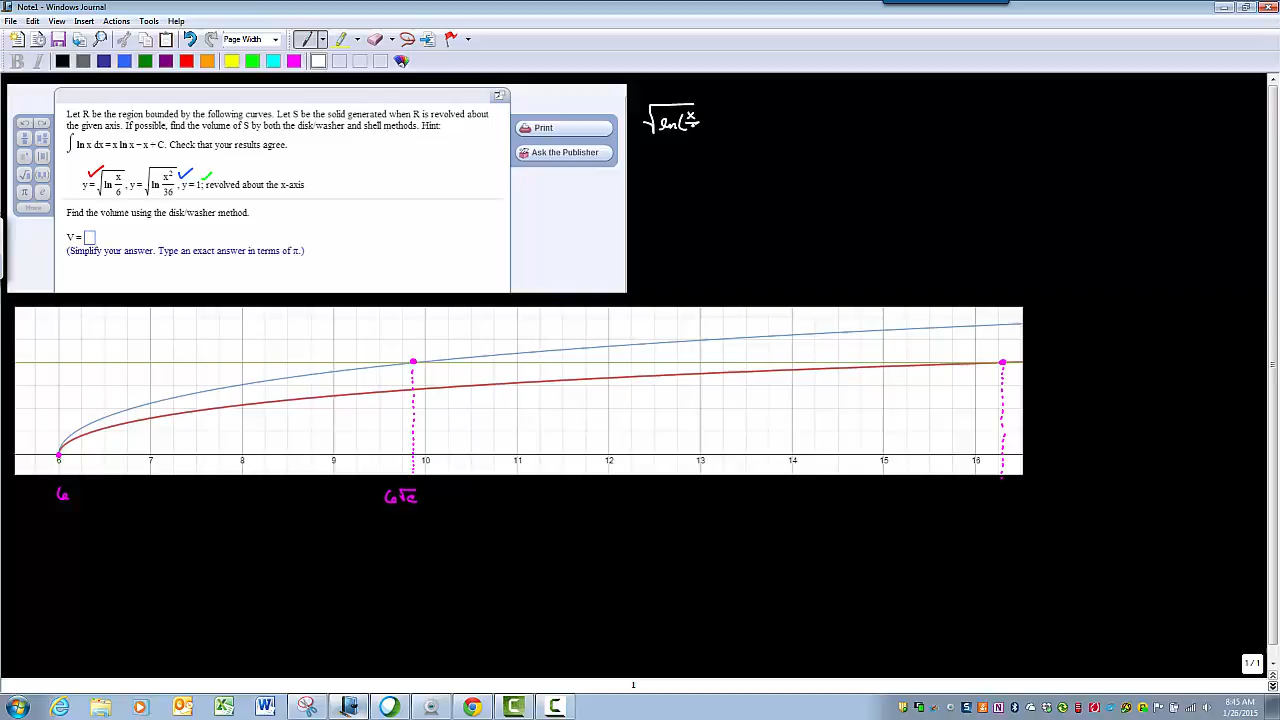 Note1 - Windows Journal
File Edit View Insert Actions Tools Help
Page Width
B I
Let R be the region bounded by the following curves. Let S be the solid generated when R is revolved about
the given axis. If possible, find the volume of S by both the disk/washer and shell methods. Hint:
∫ ln x dx = x ln x − x + C. Check that your results agree.
y = √(ln x/6), y = √(ln x²/36), y = 1; revolved about the x-axis
Find the volume using the disk/washer method.
V =
(Simplify your answer. Type an exact answer in terms of π.)
More
Print
Ask the Publisher
√ln(x
6 7 8 9 10 11 12 13 14 15 16
6 6√e
1 / 1
1
8:45 AM
1/26/2015